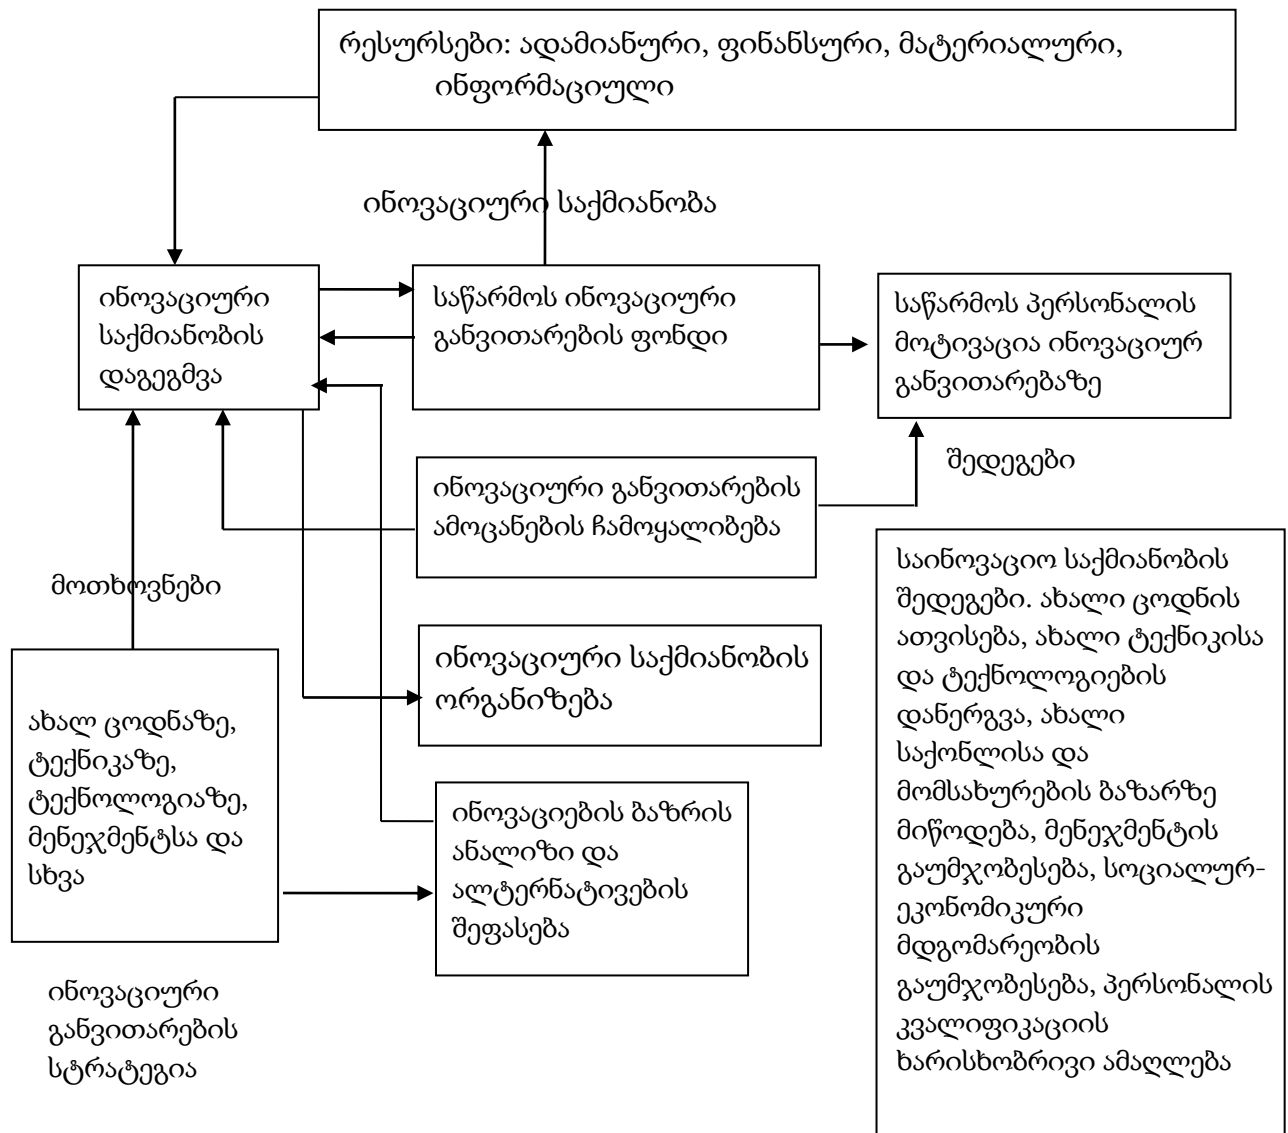 რესურსები: ადამიანური, ფინანსური, მატერიალური,
ინფორმაციული
ინოვაციური საქმიანობა
ინოვაციური
საქმიანობის
დაგეგმვა
საწარმოს ინოვაციური
განვითარების ფონდი
საწარმოს პერსონალის
მოტივაცია ინოვაციურ
განვითარებაზე
შედეგები
ინოვაციური განვითარების
ამოცანების ჩამოყალიბება
მოთხოვნები
ინოვაციური საქმიანობის
ორგანიზება
ახალ ცოდნაზე,
ტექნიკაზე,
ტექნოლოგიაზე,
მენეჯმენტსა და
სხვა
ინოვაციების ბაზრის
ანალიზი და
ალტერნატივების
შეფასება
საინოვაციო საქმიანობის
შედეგები. ახალი ცოდნის
ათვისება, ახალი ტექნიკისა
და ტექნოლოგიების
დანერგვა, ახალი
საქონლისა და
მომსახურების ბაზარზე
მიწოდება, მენეჯმენტის
გაუმჯობესება, სოციალურ-
ეკონომიკური
მდგომარეობის
გაუმჯობესება, პერსონალის
კვალიფიკაციის
ხარისხობრივი ამაღლება
ინოვაციური
განვითარების
სტრატეგია